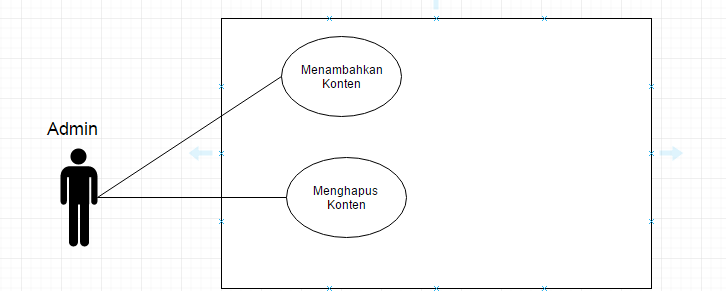 Menambahkan
Konten
Admin
Menghapus
Konten